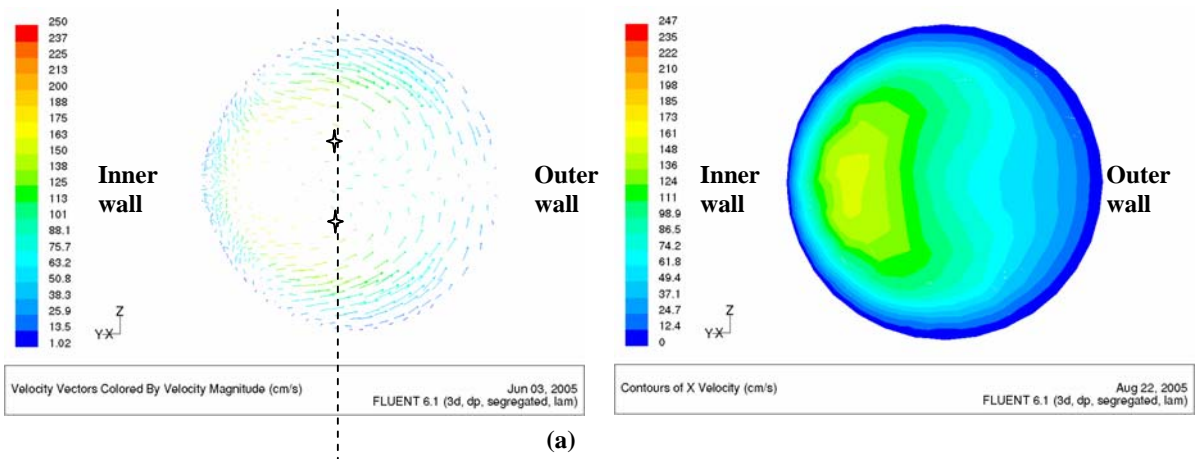 250
237
225
213
200
188
175
163
150
138
125
113
101
88.1
75.7
63.2
50.8
38.3
25.9
13.5
1.02
Inner
wall
Outer
wall
Z
Y X
Velocity Vectors Colored By Velocity Magnitude (cm/s)
Jun 03, 2005
FLUENT 6.1 (3d, dp, segregated, lam)
247
235
222
210
198
185
173
161
148
136
124
111
98.9
86.5
74.2
61.8
49.4
37.1
24.7
12.4
0
Inner
wall
Outer
wall
Z
Y X
Contours of X Velocity (cm/s)
Aug 22, 2005
FLUENT 6.1 (3d, dp, segregated, lam)
(a)